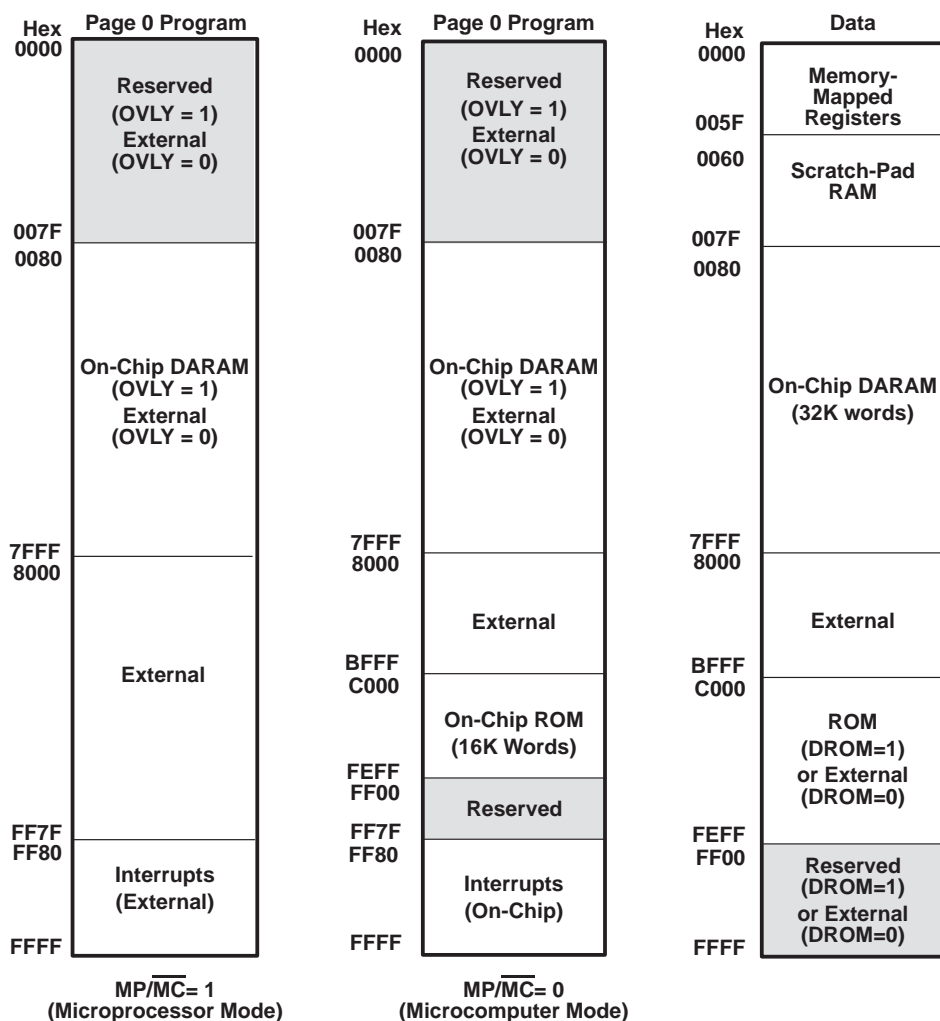 Hex
Page 0 Program
0000
Reserved
(OVLY = 1)
External
(OVLY = 0)
007F
0080
On-Chip DARAM
(OVLY = 1)
External
(OVLY = 0)
7FFF
8000
External
FF7F
FF80
Interrupts
(External)
FFFF
MP/MC= 1
(Microprocessor Mode)
Hex
Page 0 Program
0000
Reserved
(OVLY = 1)
External
(OVLY = 0)
007F
0080
On-Chip DARAM
(OVLY = 1)
External
(OVLY = 0)
7FFF
8000
External
BFFF
C000
On-Chip ROM
(16K Words)
FEFF
FF00
Reserved
FF7F
FF80
Interrupts
(On-Chip)
FFFF
MP/MC= 0
(Microcomputer Mode)
Hex
Data
0000
Memory-
Mapped
Registers
005F
0060
Scratch-Pad
RAM
007F
0080
On-Chip DARAM
(32K words)
7FFF
8000
External
BFFF
C000
ROM
(DROM=1)
or External
(DROM=0)
FEFF
FF00
Reserved
(DROM=1)
or External
(DROM=0)
FFFF